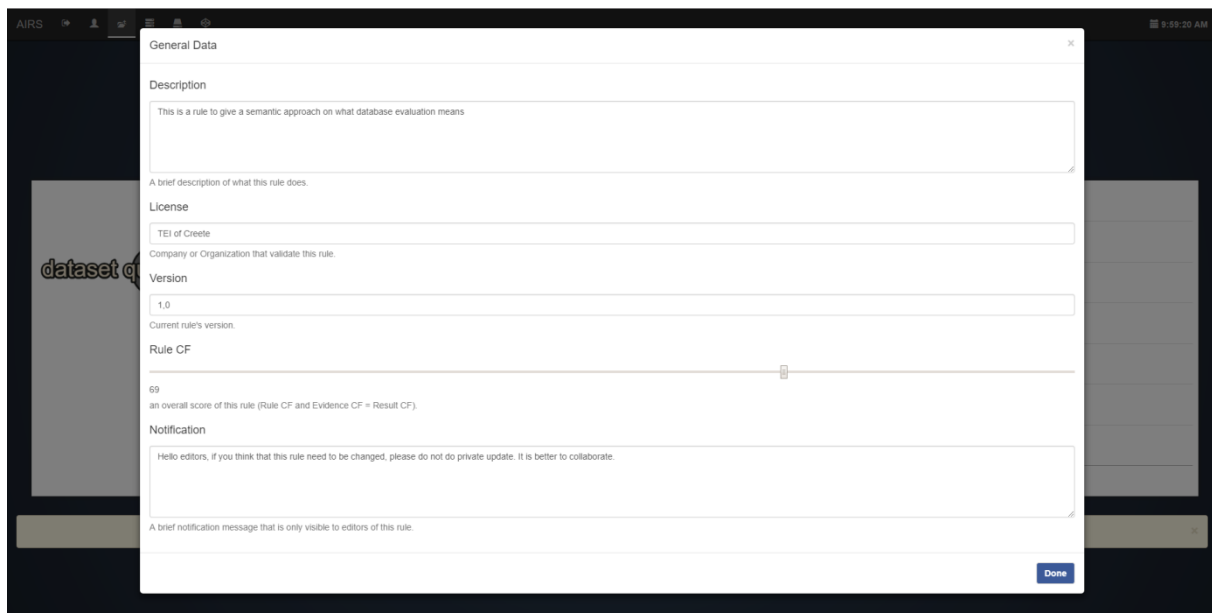 AIRS
9:59:20 AM
General Data
×
Description
This is a rule to give a semantic approach on what database evaluation means
A brief description of what this rule does.
License
TEI of Creete
Company or Organization that validate this rule.
dataset
Version
1,0
Current rule's version.
Rule CF
69
an overall score of this rule (Rule CF and Evidence CF = Result CF).
Notification
Hello editors, if you think that this rule need to be changed, please do not do private update. It is better to collaborate.
A brief notification message that is only visible to editors of this rule.
×
Done